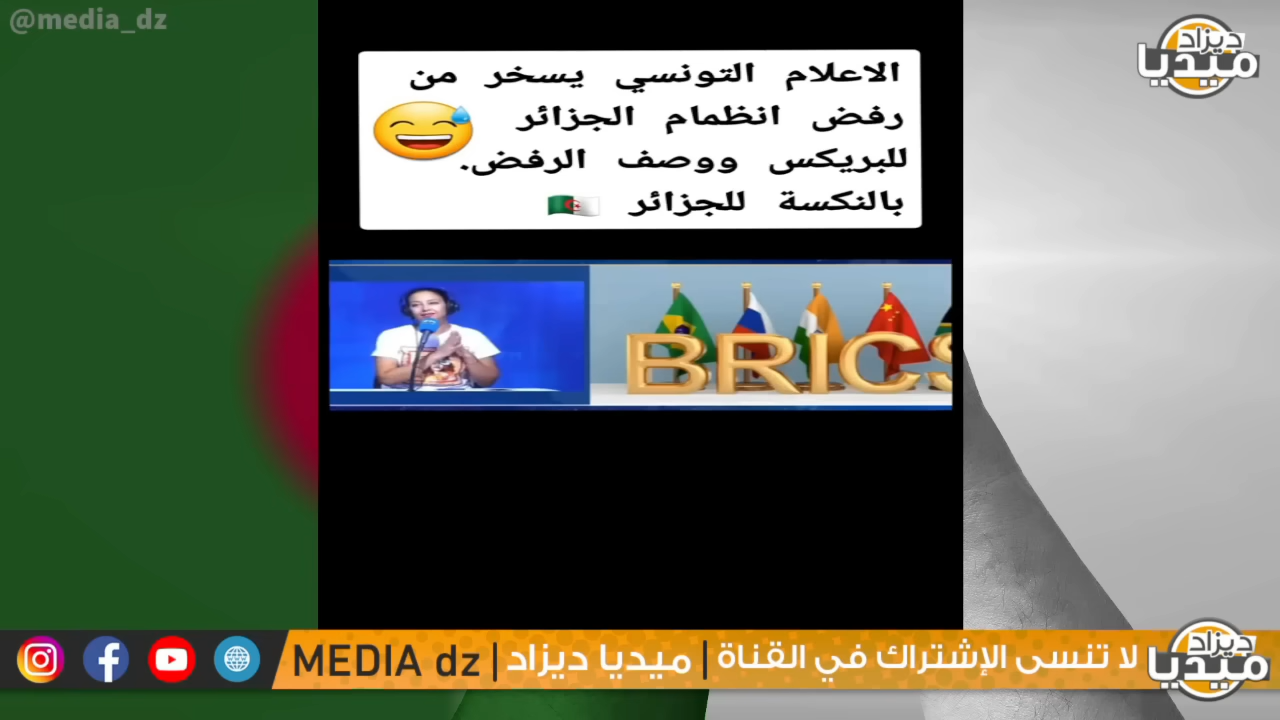 @media_dz
ديزاد
ميديا
الاعلام التونسي يسخر من
رفض انظمام الجزائر
للبريكس ووصف الرفض.
بالنكسة للجزائر
BRICS
لا تنسى الإشتراك في القناة | ميديا ديزاد | MEDIA dz
ديزاد
ميديا